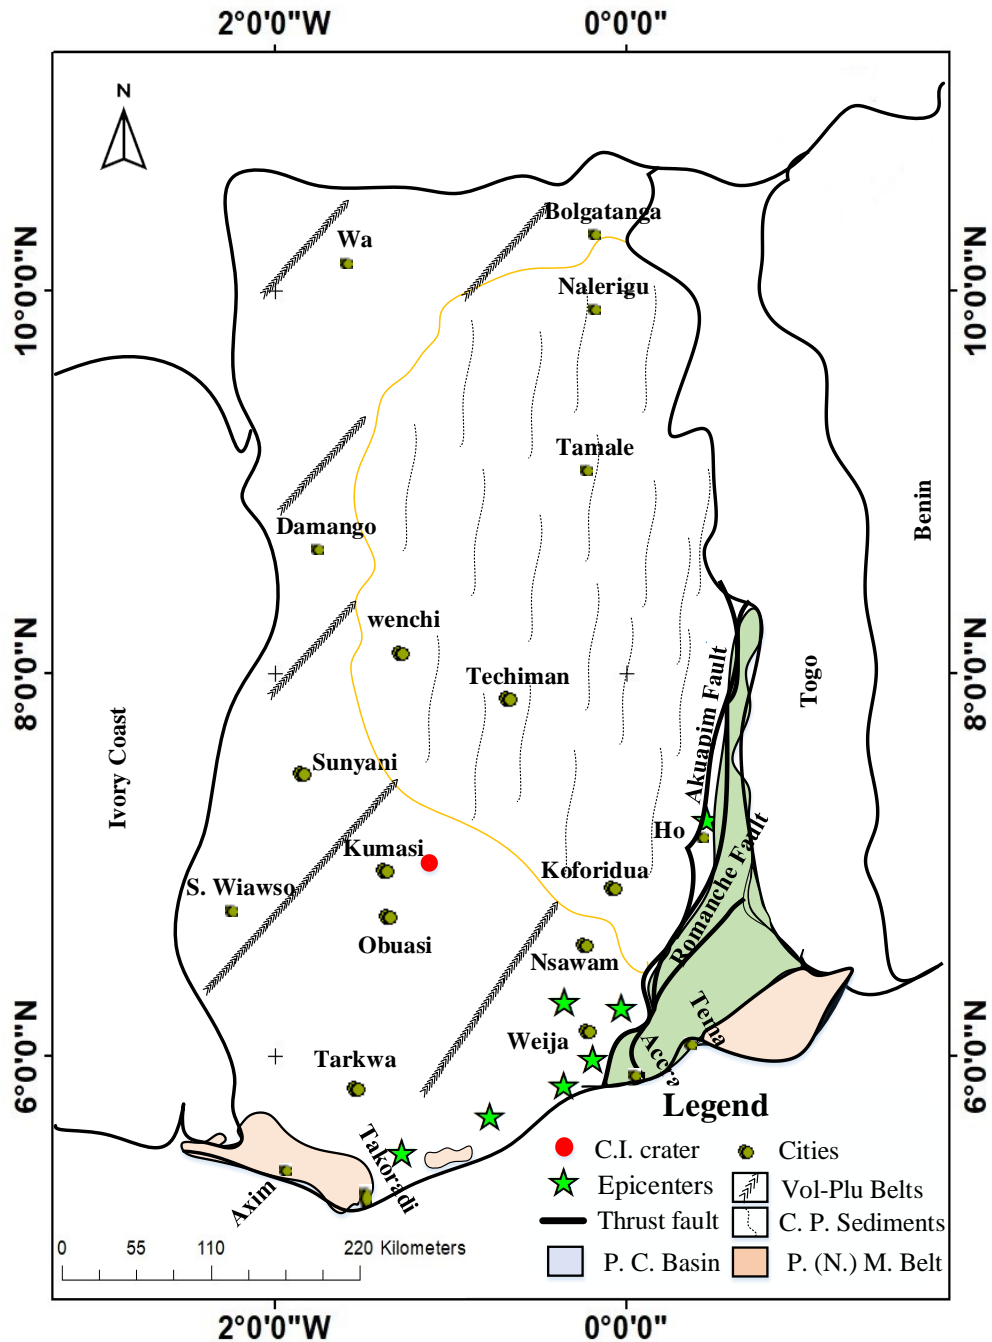 2°0'0"W 0°0'0"
N
Bolgatanga
Wa
10°0'0"N
10°0'0"N
Nalerigu
Tamale
Benin
Damango
wenchi
Techiman
8°0'0"N
8°0'0"N
Akuapim Fault
Togo
Ivory Coast
Sunyani
Ho
Kumasi
Koforidua
S. Wiawso
Romanche Fault
Obuasi
Nsawam
Tema
Weija
Accra
6°0'0"N
6°0'0"N
Tarkwa
Legend
Takoradi
Axim
C.I. crater
Cities
Epicenters
Vol-Plu Belts
Thrust fault
C. P. Sediments
P. C. Basin
P. (N.) M. Belt
0 55 110 220 Kilometers
2°0'0"W 0°0'0"